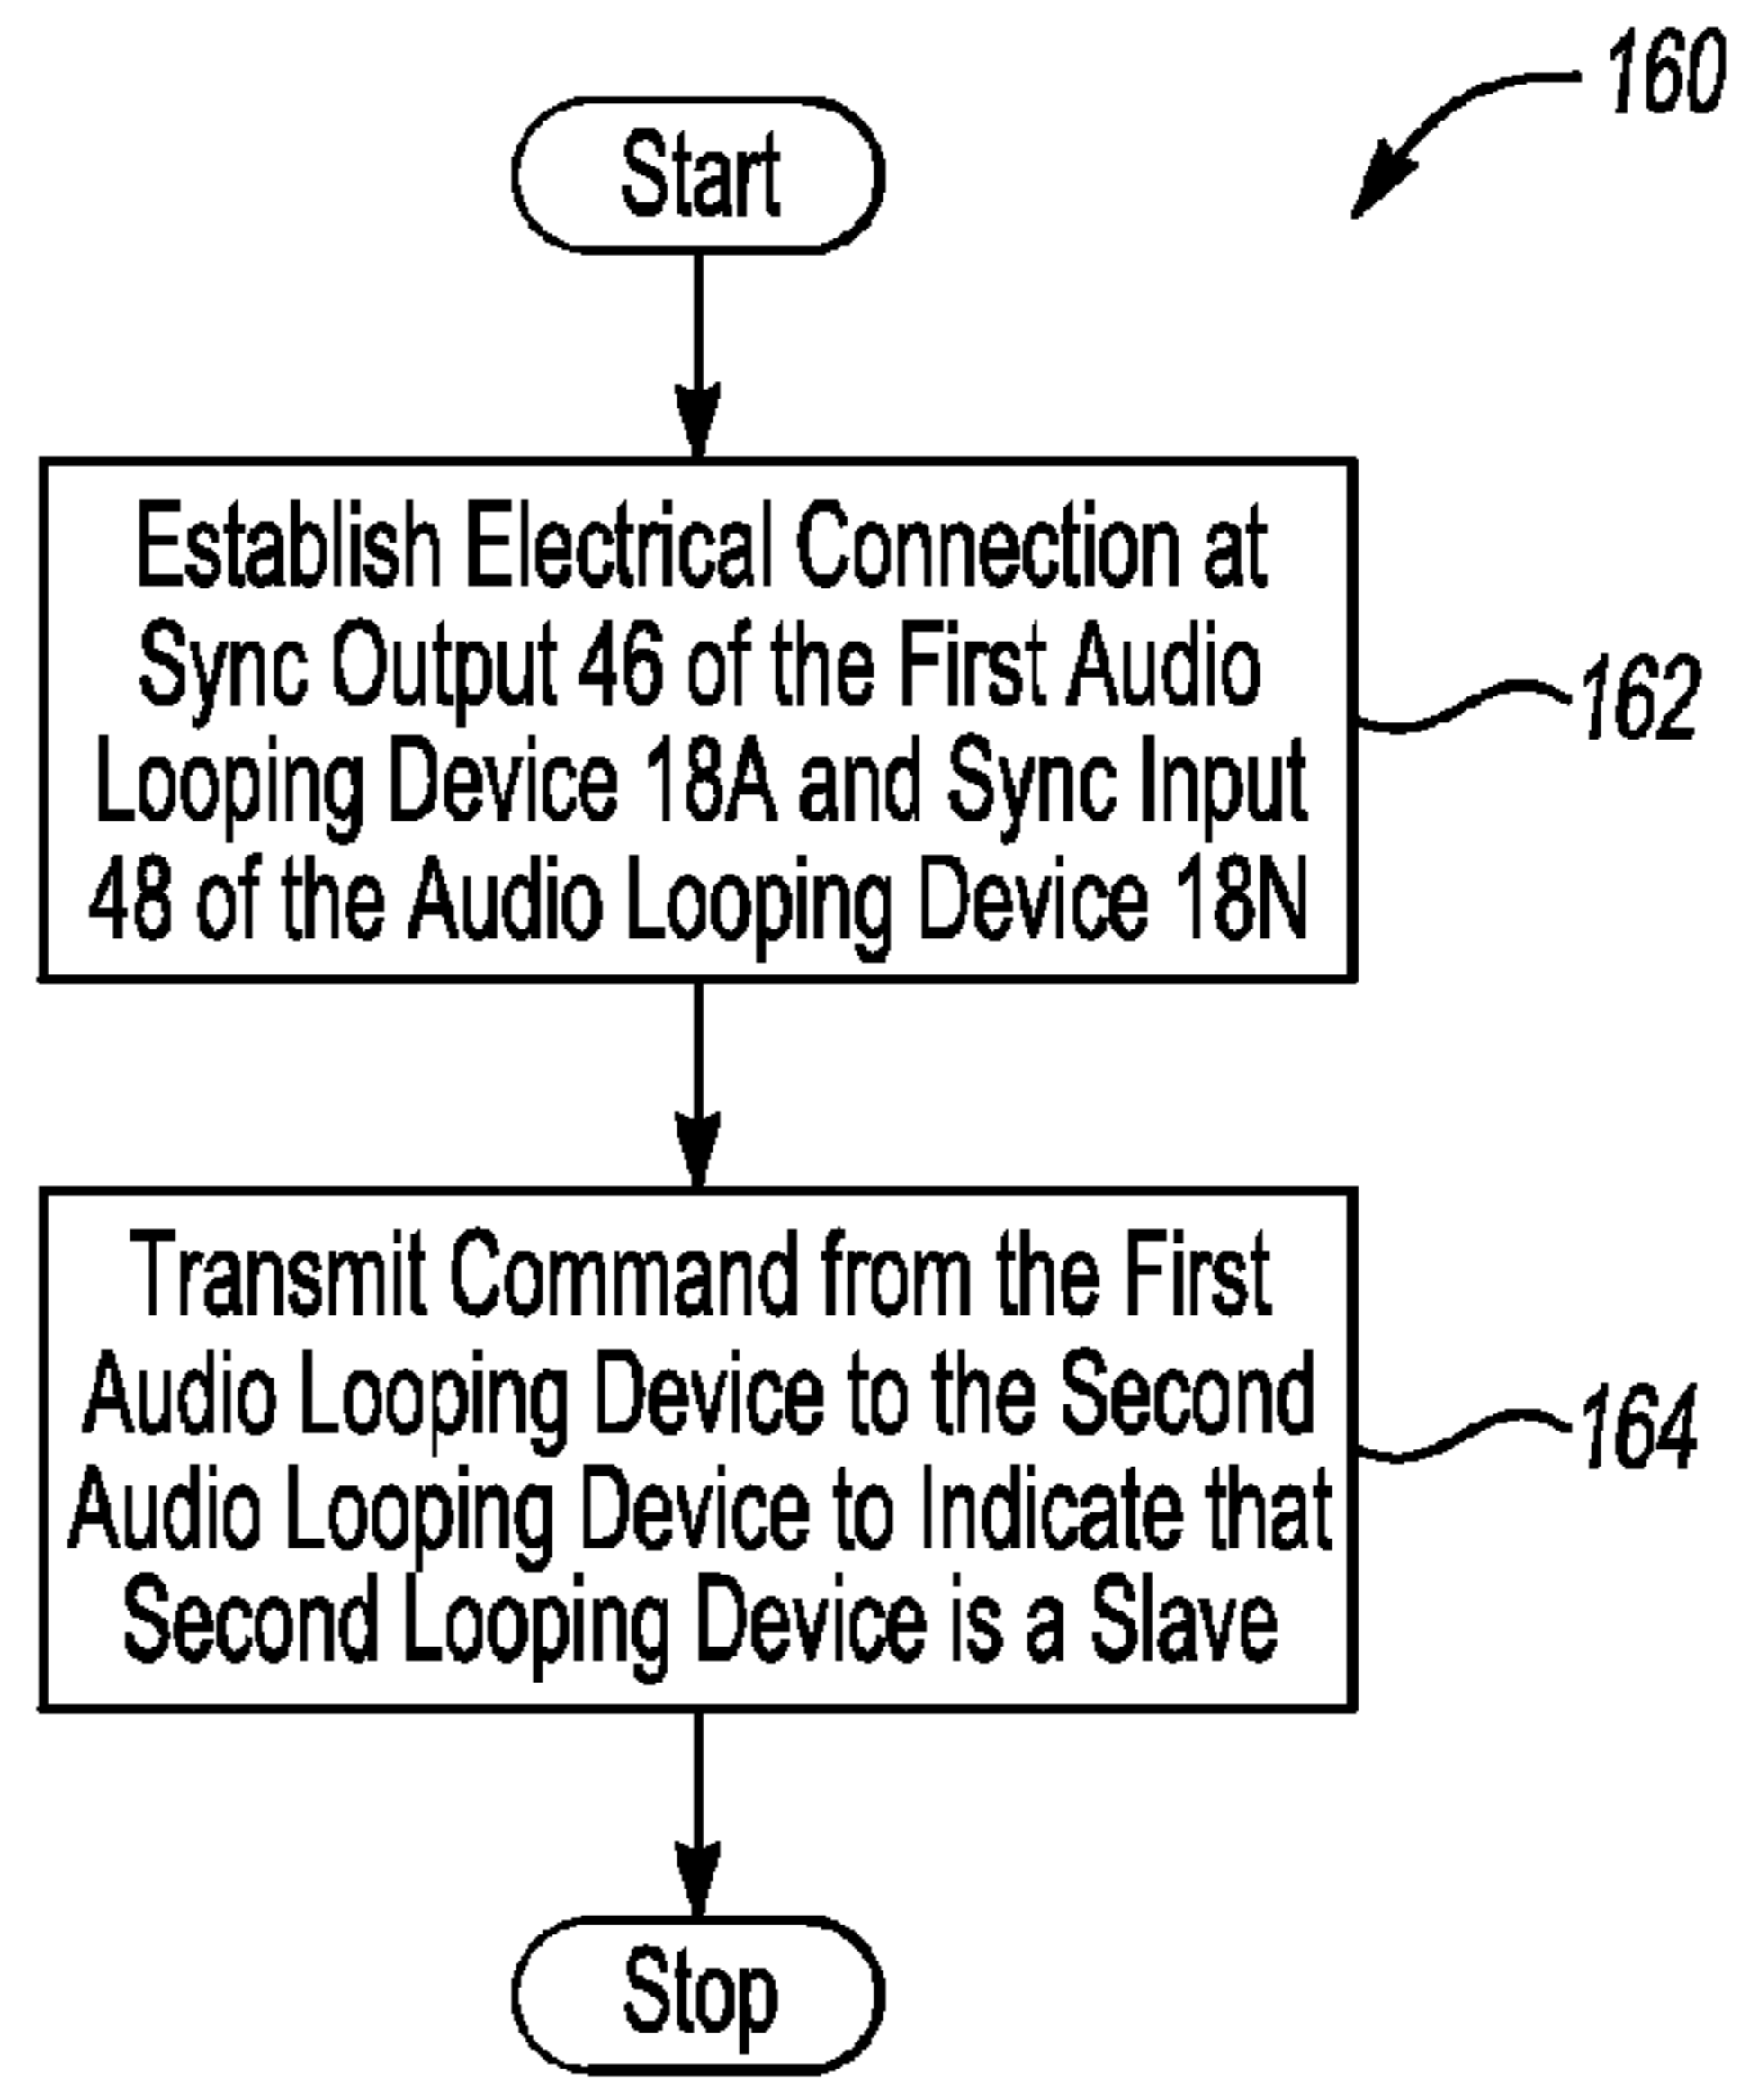 160
Start
Establish Electrical Connection at
Sync Output 46 of the First Audio
Looping Device 18A and Sync Input
48 of the Audio Looping Device 18N
162
Transmit Command from the First
Audio Looping Device to the Second
Audio Looping Device to Indicate that
Second Looping Device is a Slave
164
Stop